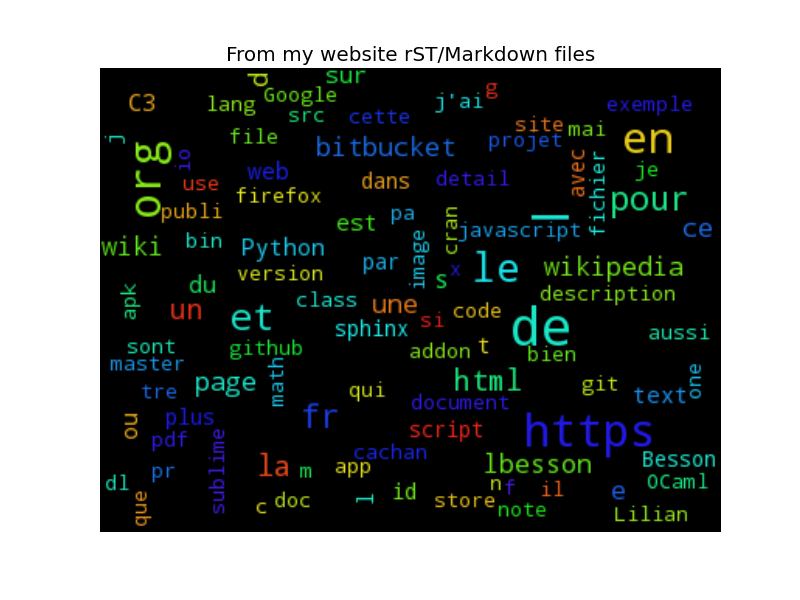 From my website rST/Markdown files
d
sur
Google
g
C3
lang
j'ai
exemple
src
cette
site
mai
file
j
projet
en
bitbucket
org
io
web
avec
je
use
dans
detail
fichier
firefox
pour
publi
pa
_
est
cran
javascript
ce
wiki
bin
Python
image
par
x
le
wikipedia
version
s
du
description
apk
class
une
un
code
et
si
de
sphinx
aussi
sont
github
t
addon
bien
master
math
page
html
git
one
tre
qui
text
document
plus
fr
ou
script
https
pdf
cachan
sublime
Besson
la
app
lbesson
pr
m
OCaml
dl
n
f
il
e
id
l
doc
store
que
c
note
Lilian